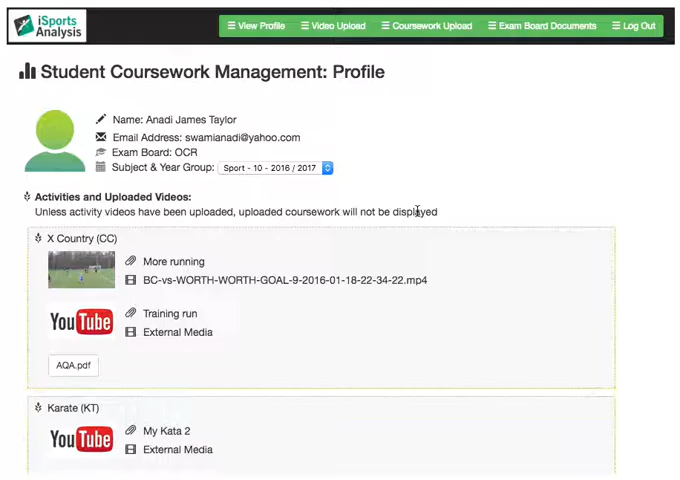 iSports
Analysis
View Profile Video Upload Coursework Upload Exam Board Documents Log Out
Student Coursework Management: Profile
Name: Anadi James Taylor
Email Address: swamianadi@yahoo.com
Exam Board: OCR
Subject & Year Group: Sport - 10 - 2016 / 2017
Activities and Uploaded Videos:
Unless activity videos have been uploaded, uploaded coursework will not be displayed
X Country (CC)
More running
BC-vs-WORTH-WORTH-GOAL-9-2016-01-18-22-34-22.mp4
YouTube
Training run
External Media
AQA.pdf
Karate (KT)
YouTube
My Kata 2
External Media